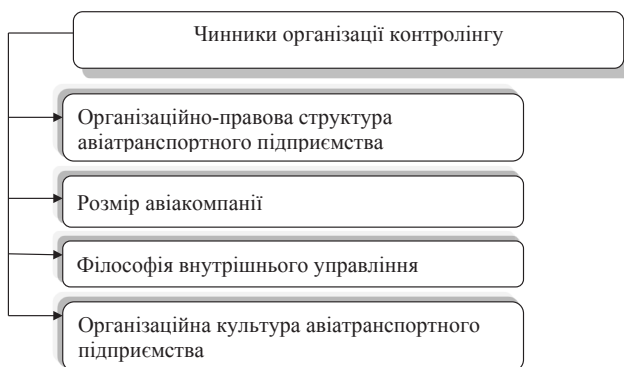 Чинники організації контролінгу
Організаційно-правова структура
авіатранспортного підприємства
Розмір авіакомпанії
Філософія внутрішнього управління
Організаційна культура авіатранспортного
підприємства